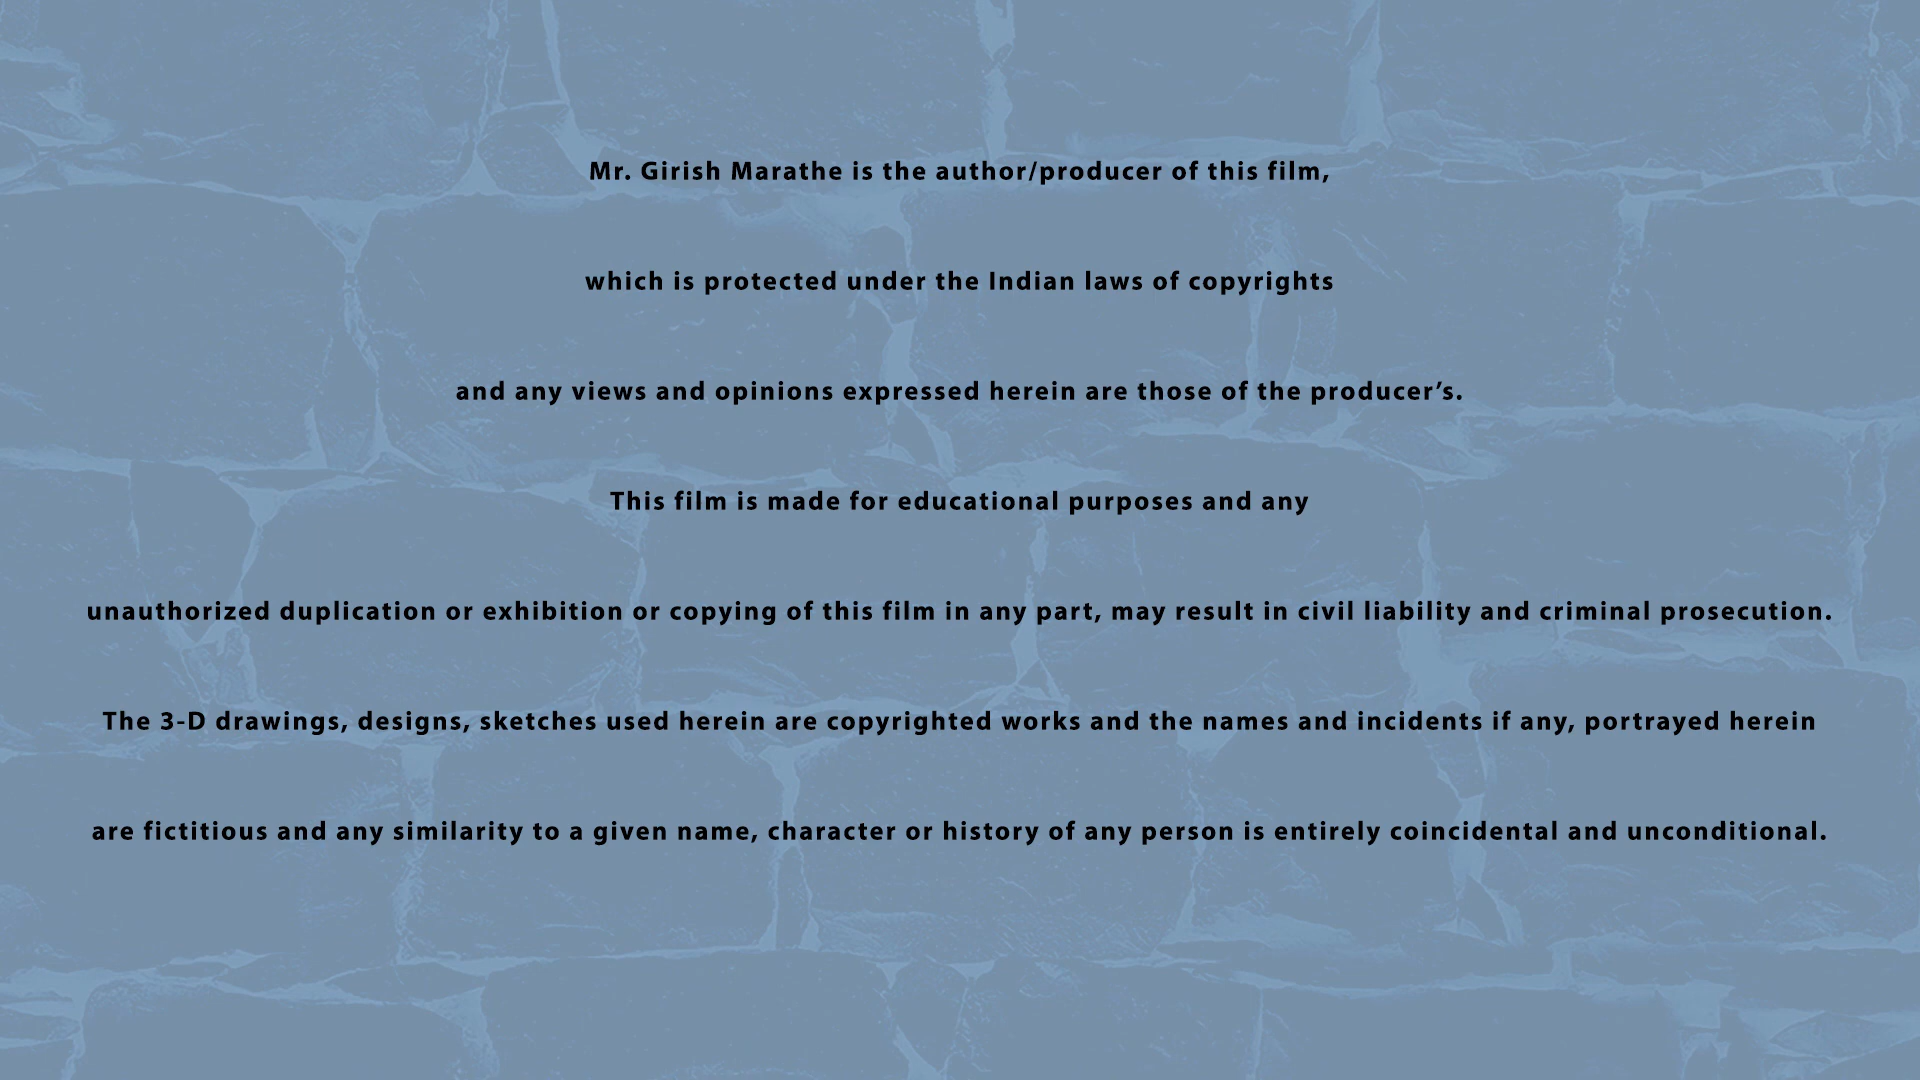 Mr. Girish Marathe is the author/producer of this film,
which is protected under the Indian laws of copyrights
and any views and opinions expressed herein are those of the producer’s.
This film is made for educational purposes and any
unauthorized duplication or exhibition or copying of this film in any part, may result in civil liability and criminal prosecution.
The 3-D drawings, designs, sketches used herein are copyrighted works and the names and incidents if any, portrayed herein
are fictitious and any similarity to a given name, character or history of any person is entirely coincidental and unconditional.